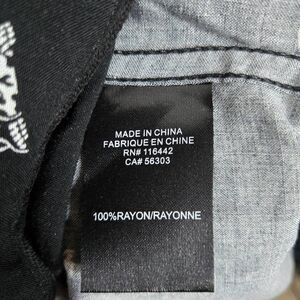 MADE IN CHINA
FABRIQUE EN CHINE
RN# 116442
CA# 56303
100%RAYON/RAYONNE